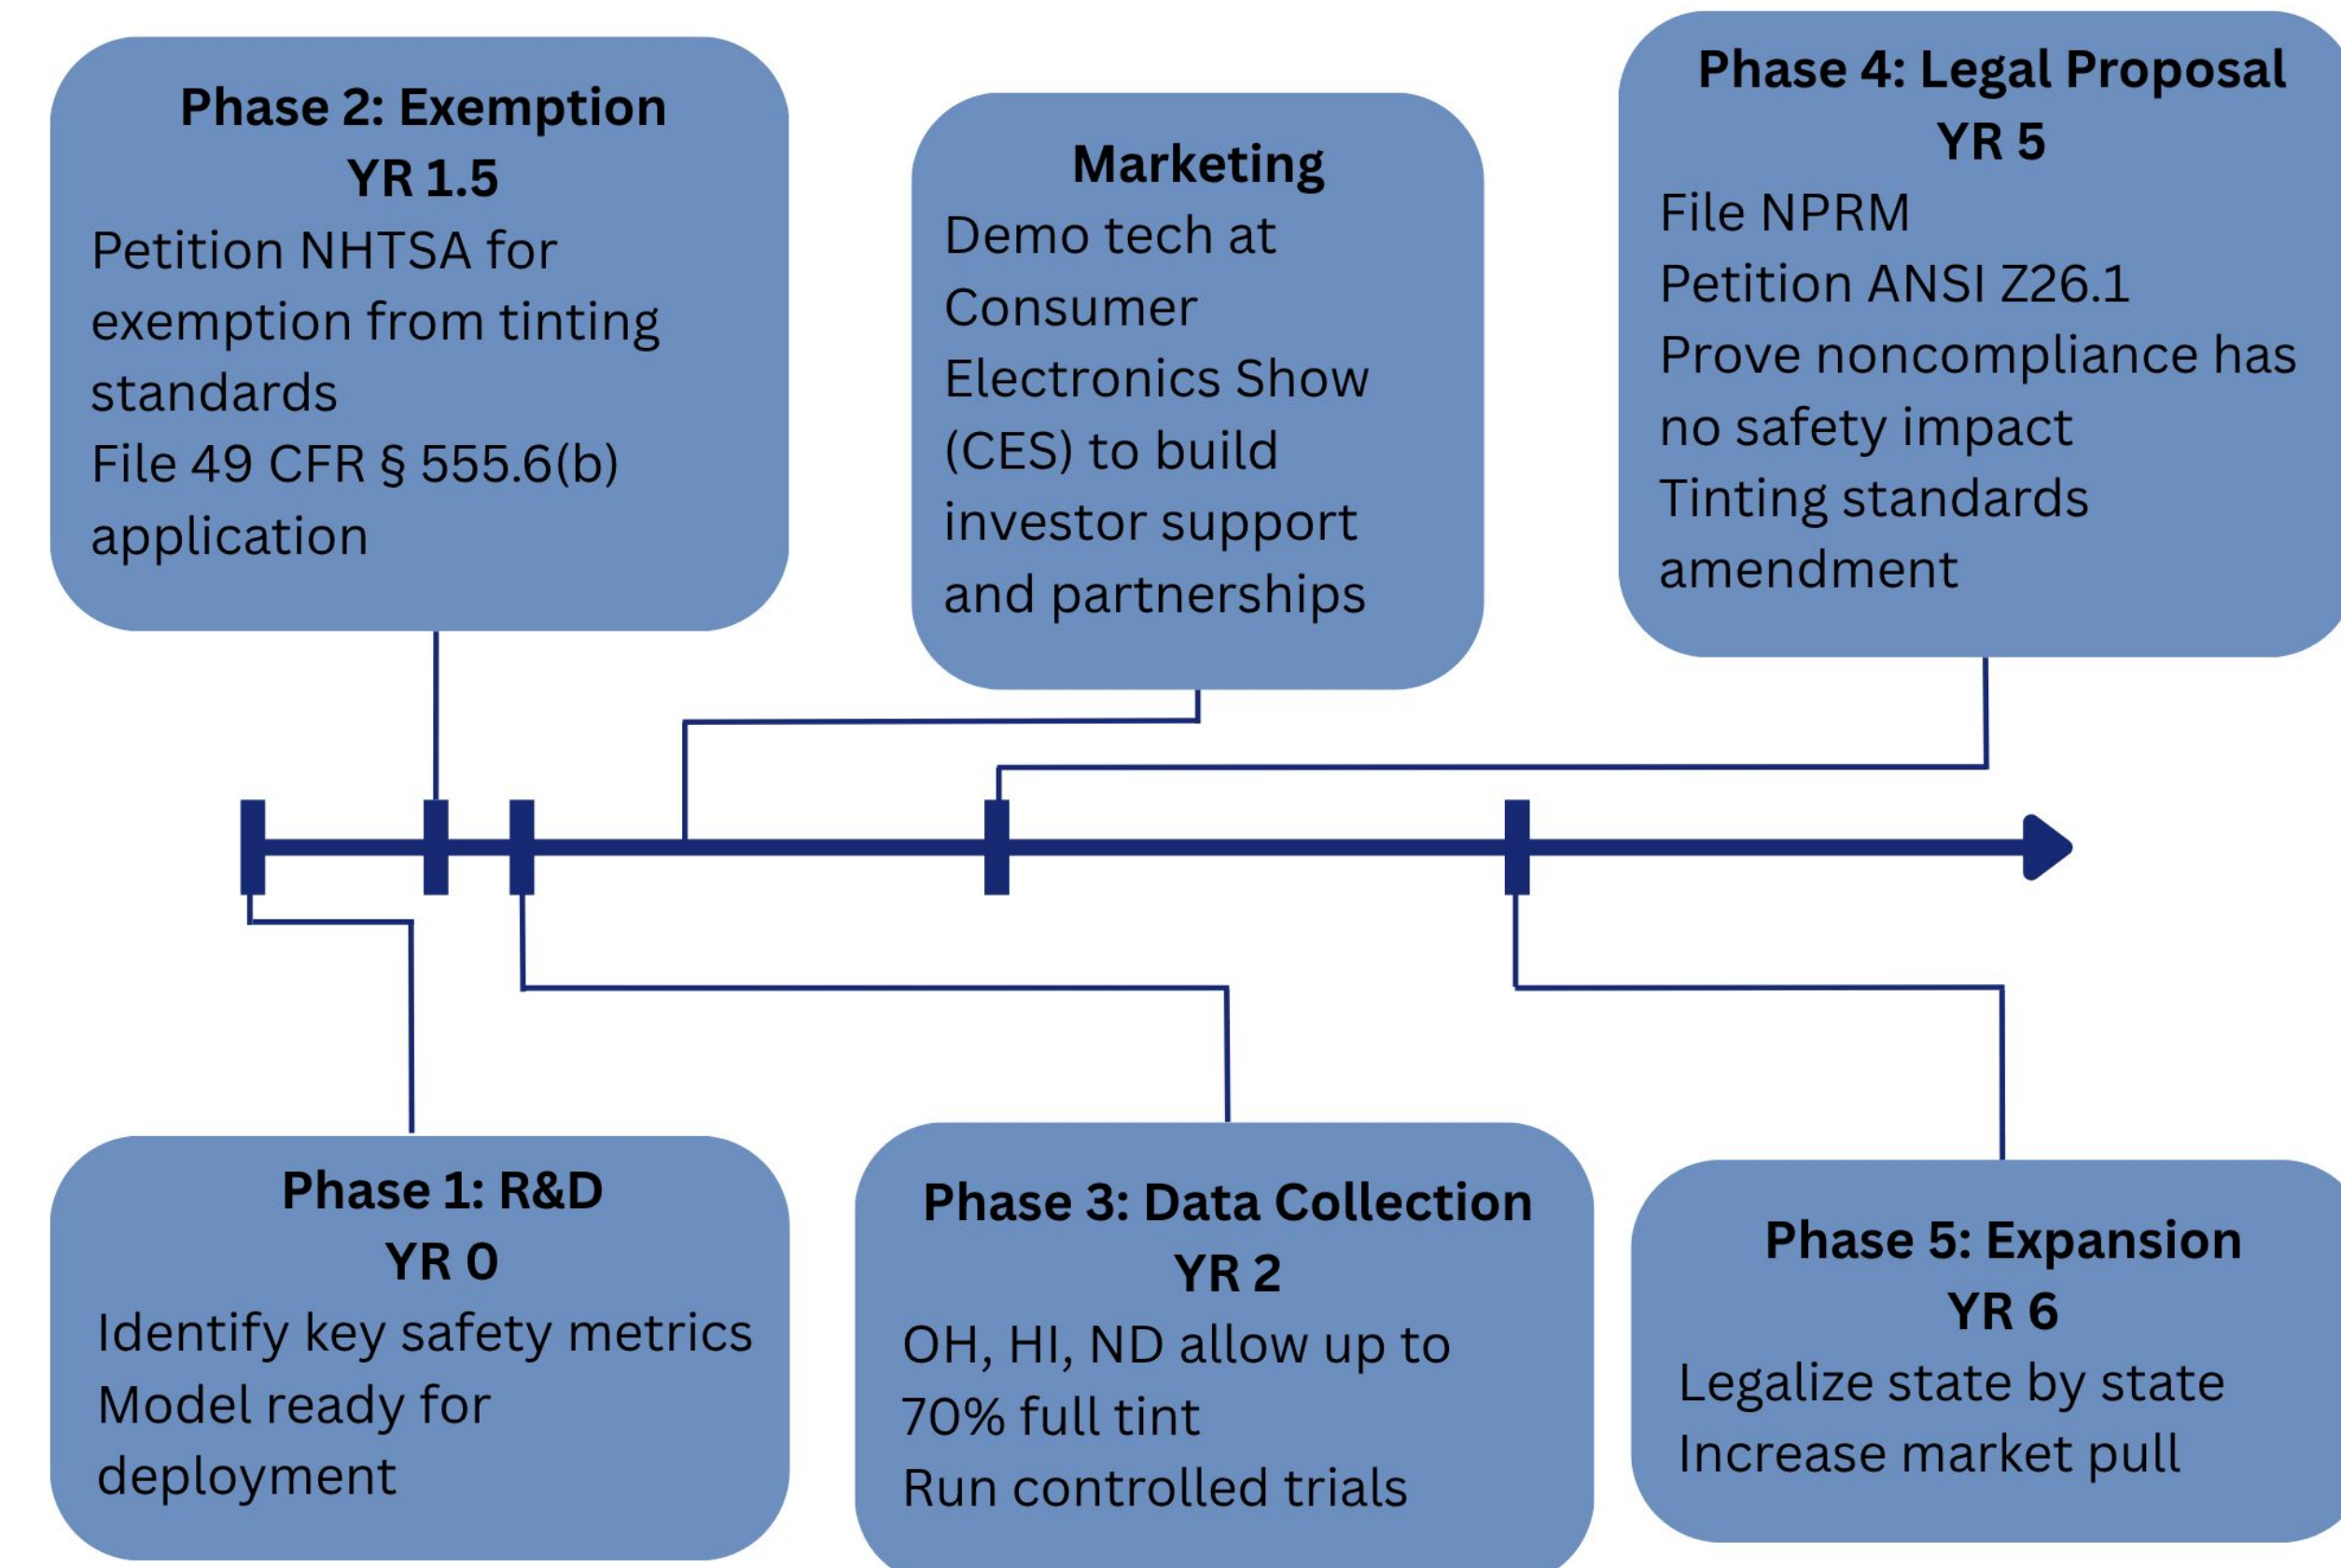 Phase 2: Exemption
YR 1.5
Petition NHTSA for
exemption from tinting
standards
File 49 CFR § 555.6(b)
application
Marketing
Demo tech at
Consumer
Electronics Show
(CES) to build
investor support
and partnerships
Phase 4: Legal Proposal
YR 5
File NPRM
Petition ANSI Z26.1
Prove noncompliance has
no safety impact
Tinting standards
amendment
Phase 1: R&D
YR 0
Identify key safety metrics
Model ready for
deployment
Phase 3: Data Collection
YR 2
OH, HI, ND allow up to
70% full tint
Run controlled trials
Phase 5: Expansion
YR 6
Legalize state by state
Increase market pull